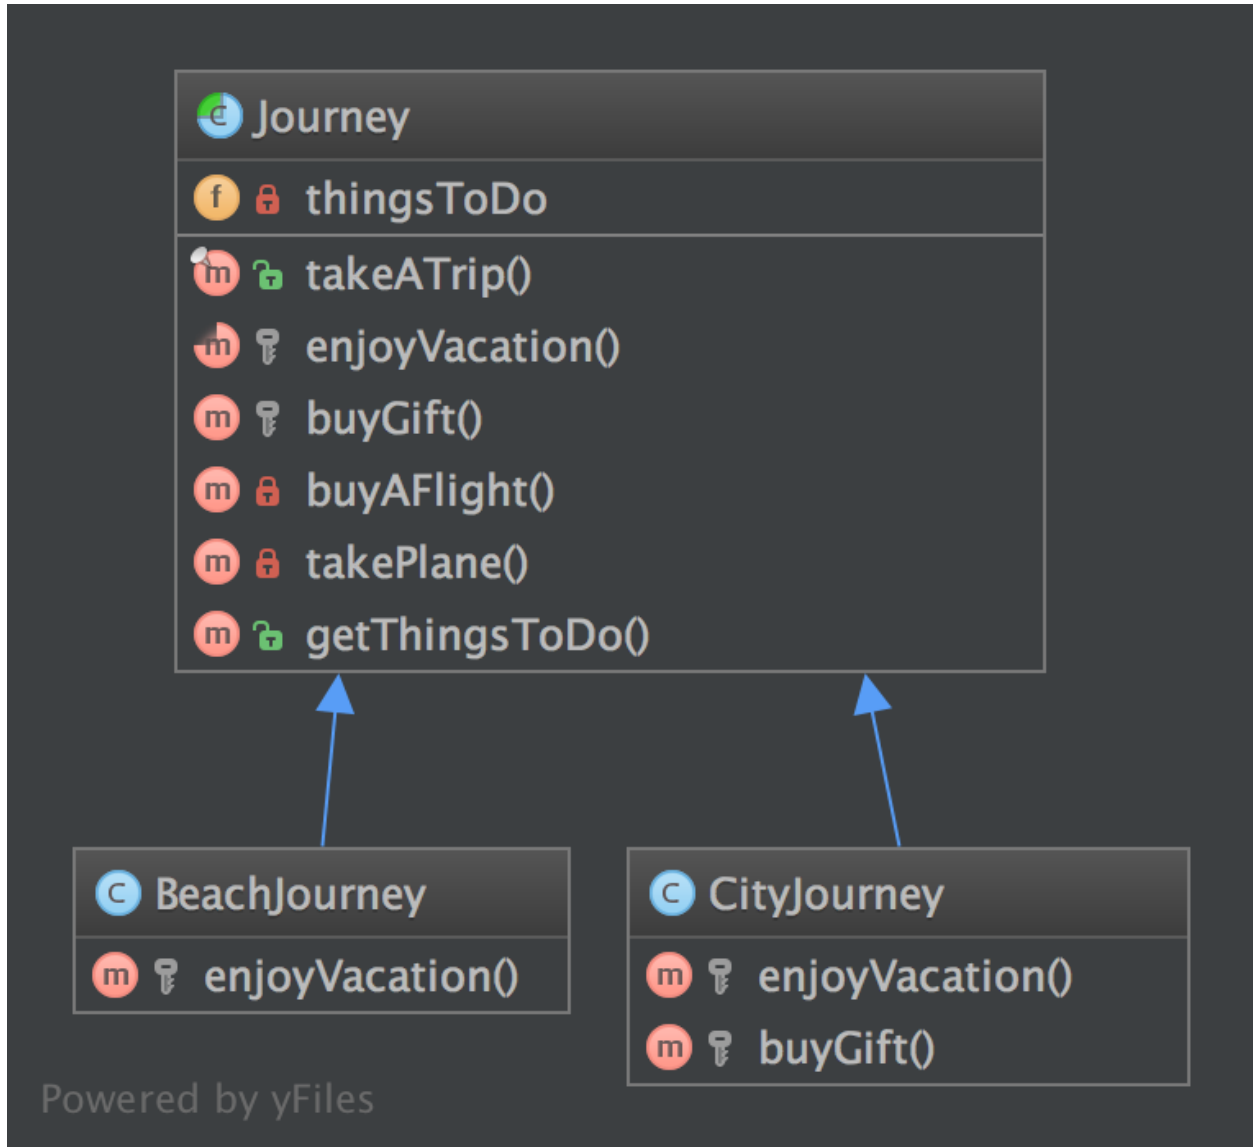 Journey
thingsToDo
takeATrip()
enjoyVacation()
buyGift()
buyAFlight()
takePlane()
getThingsToDo()
BeachJourney
enjoyVacation()
CityJourney
enjoyVacation()
buyGift()
Powered by yFiles